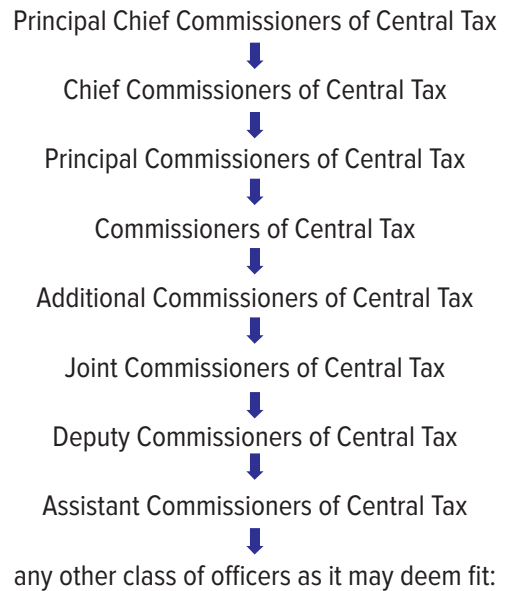 Principal Chief Commissioners of Central Tax
Chief Commissioners of Central Tax
Principal Commissioners of Central Tax
Commissioners of Central Tax
Additional Commissioners of Central Tax
Joint Commissioners of Central Tax
Deputy Commissioners of Central Tax
Assistant Commissioners of Central Tax
any other class of officers as it may deem fit: